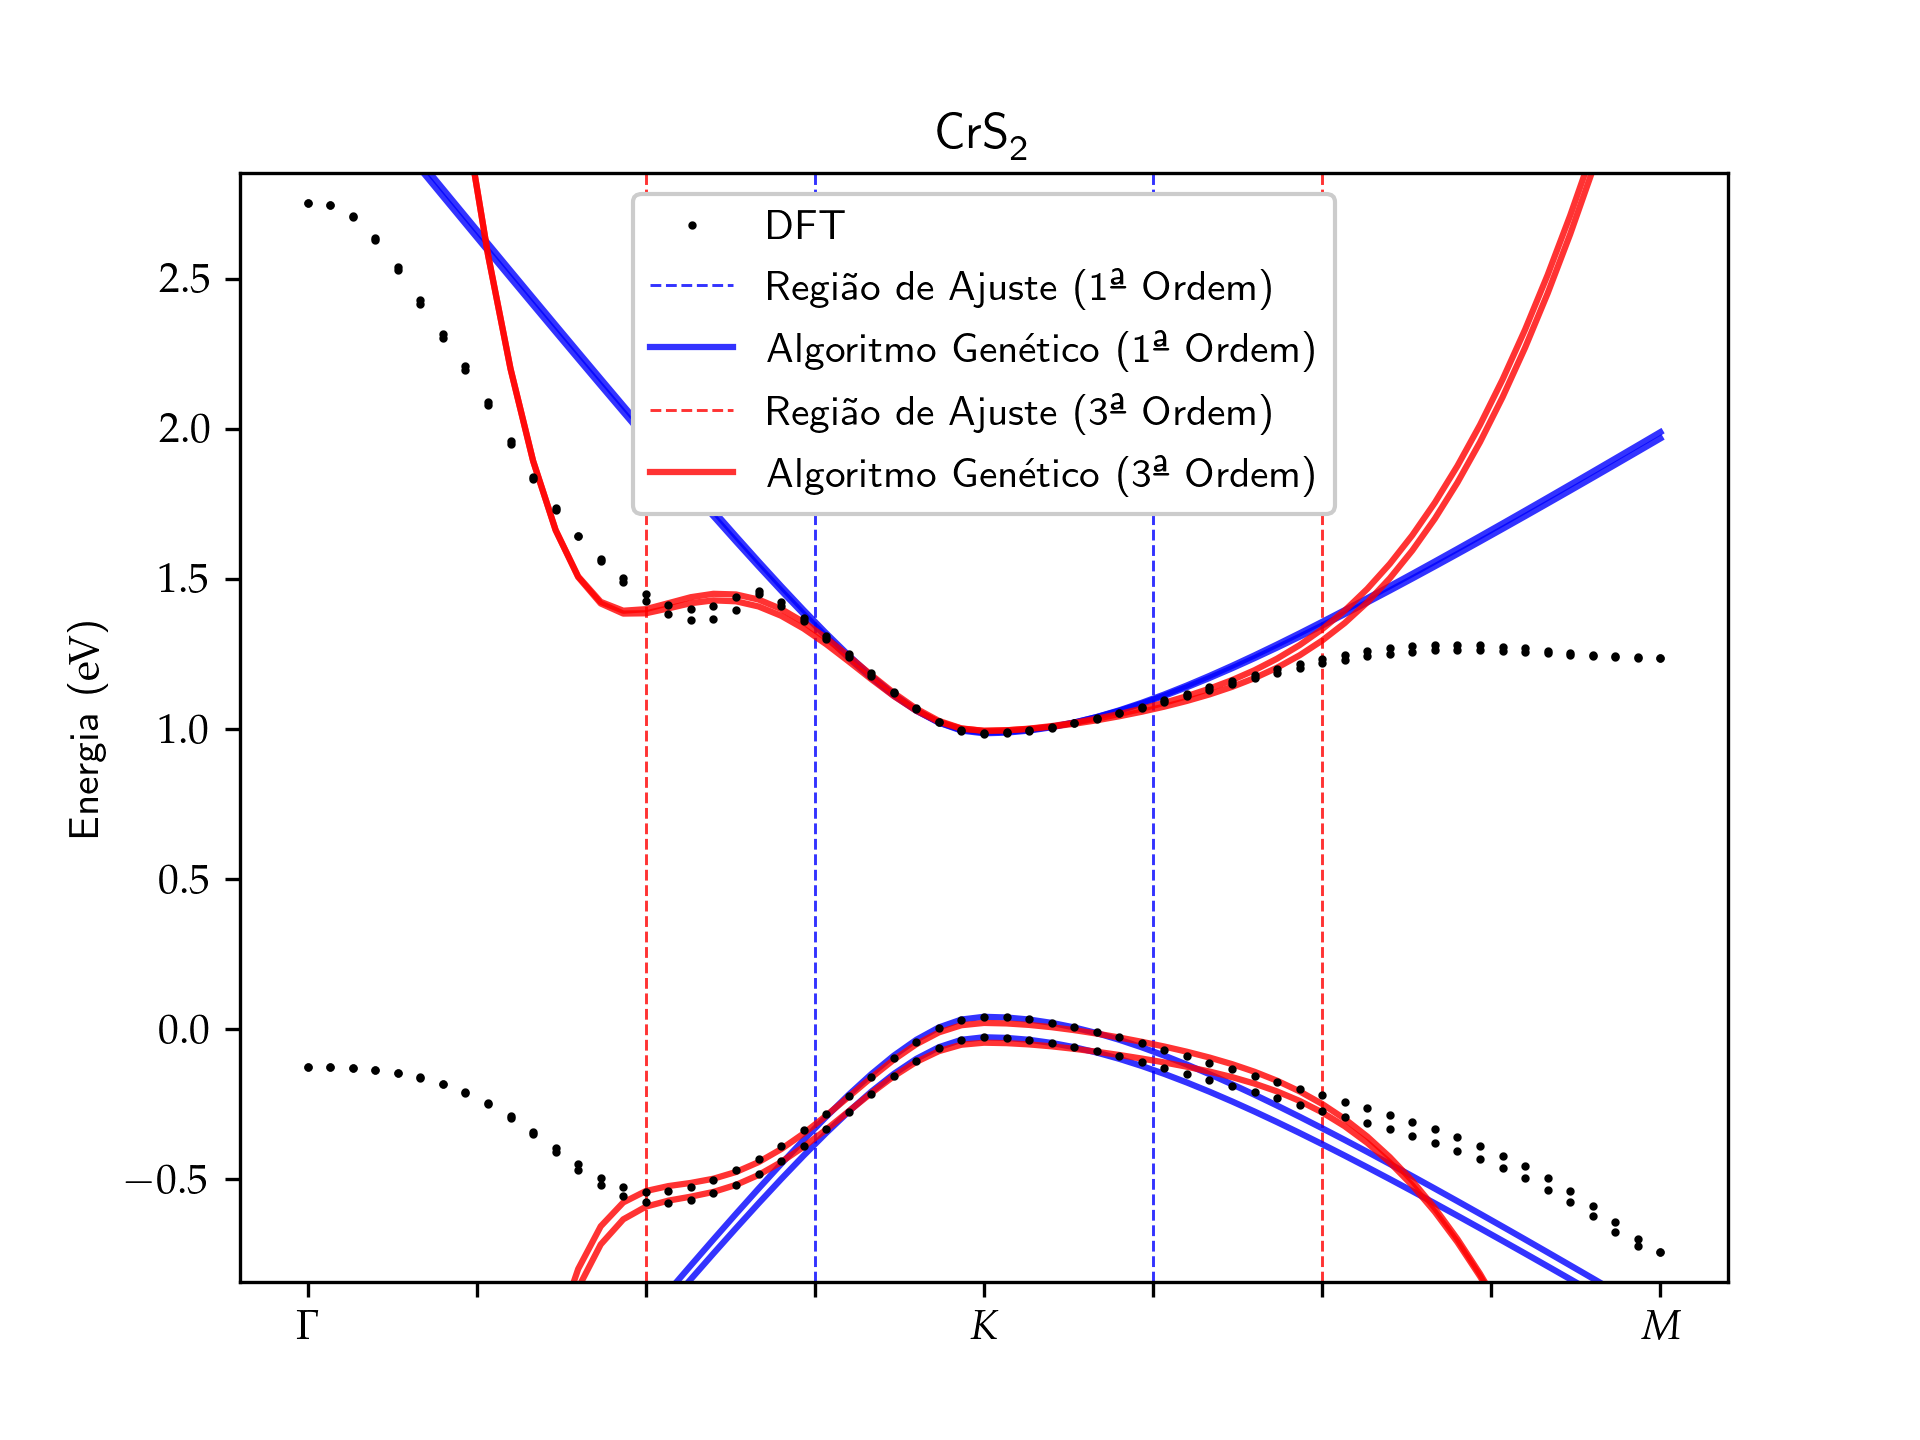 CrS₂
DFT
Região de Ajuste (1ª Ordem)
Algoritmo Genético (1ª Ordem)
Região de Ajuste (3ª Ordem)
Algoritmo Genético (3ª Ordem)
Energia (eV)
2.5
2.0
1.5
1.0
0.5
0.0
−0.5
Γ
K
M